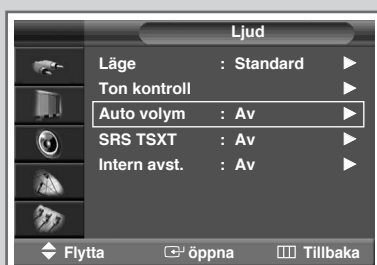 Ljud
Läge : Standard
Ton kontroll
Auto volym : Av
SRS TSXT : Av
Intern avst. : Av
Flytta öppna Tillbaka